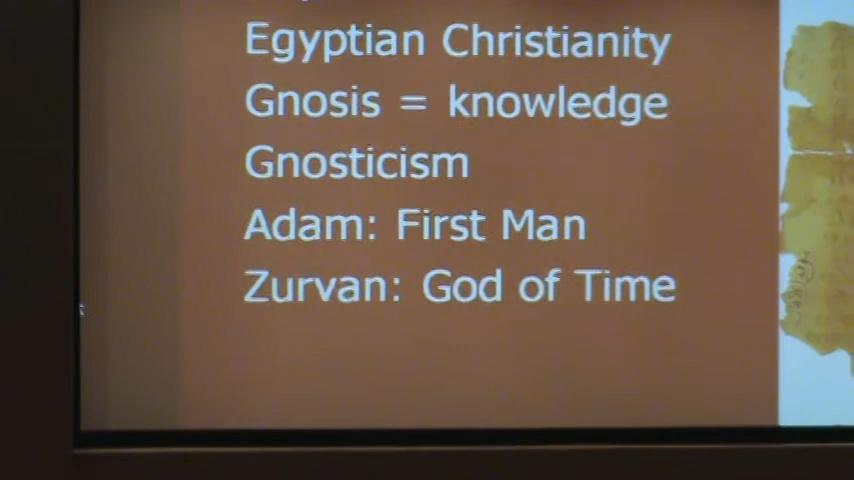 Egyptian Christianity
Gnosis = knowledge
Gnosticism
Adam: First Man
Zurvan: God of Time